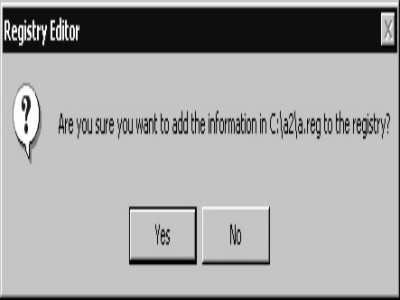 Registry Editor
Are you sure you want to add the information in C:\a2\a.reg to the registry?
Yes
No